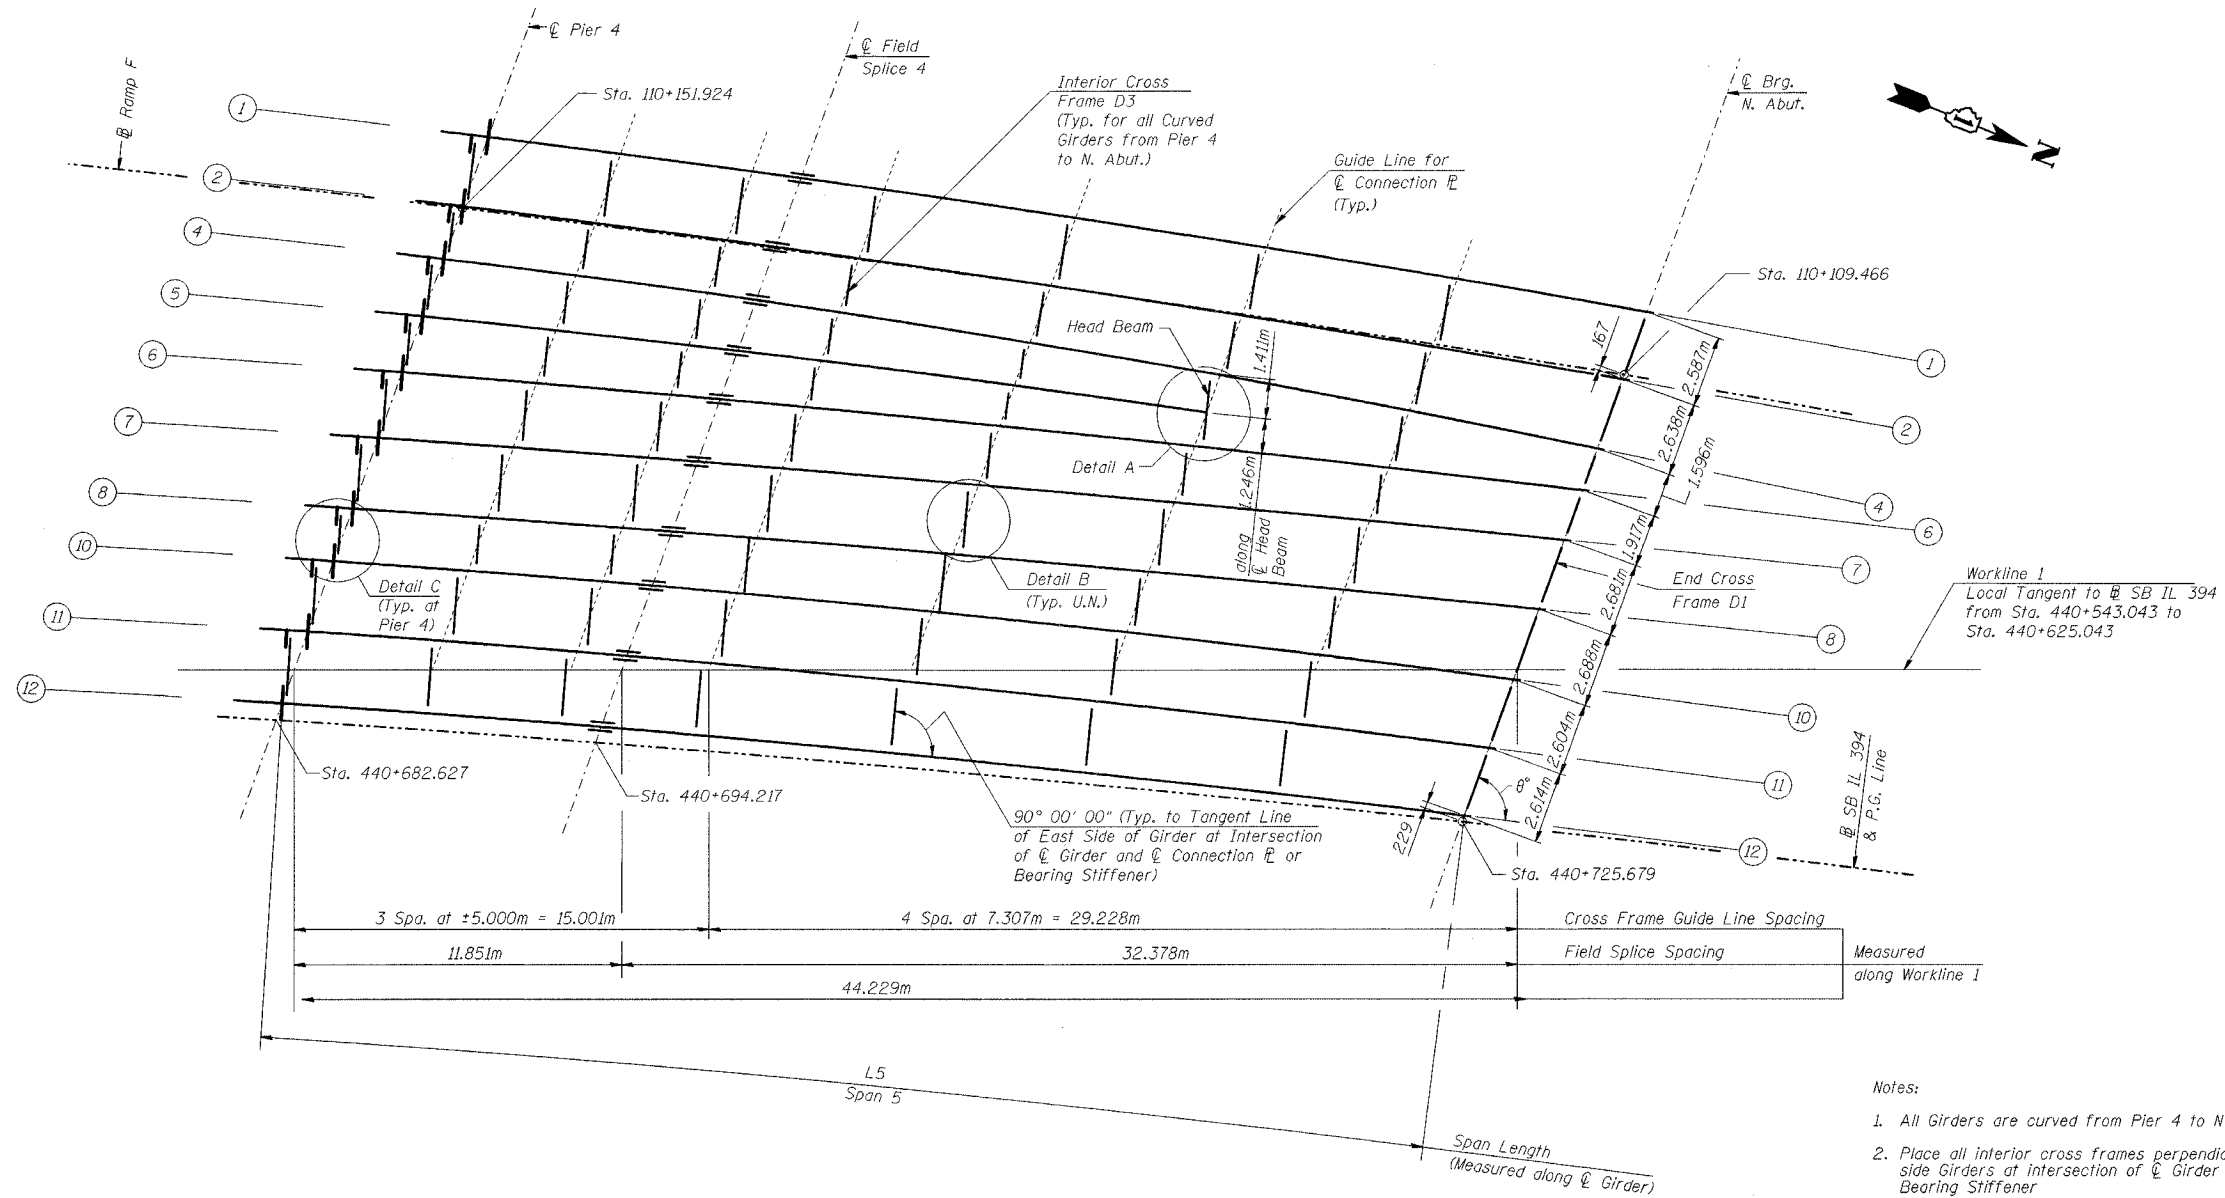 ℄ Pier 4
℄ Field
Splice 4
Sta. 110+151.924
Interior Cross
Frame D3
(Typ. for all Curved
Girders from Pier 4
to N. Abut.)
Guide Line for
℄ Connection ₧
(Typ.)
℄ Brg.
N. Abut.
N
1
Sta. 110+109.466
Ramp F
1
2
4
5
6
7
8
10
11
12
Head Beam
Detail A
1.411m
1.246m
along
℄ Head
Beam
167
2.587m
2.638m
1.596m
1.917m
2.681m
2.688m
2.604m
2.614m
1
2
4
6
7
8
10
11
12
Detail C
(Typ. at
Pier 4)
Detail B
(Typ. U.N.)
End Cross
Frame D1
Workline 1
Local Tangent to ␢ SB IL 394
from Sta. 440+543.043 to
Sta. 440+625.043
SB IL 394
& P.G. Line
θ°
229
Sta. 440+682.627
Sta. 440+694.217
90° 00' 00" (Typ. to Tangent Line
of East Side of Girder at Intersection
of ℄ Girder and ℄ Connection ₧ or
Bearing Stiffener)
Sta. 440+725.679
3 Spa. at ±5.000m = 15.001m
4 Spa. at 7.307m = 29.228m
Cross Frame Guide Line Spacing
11.851m
32.378m
Field Splice Spacing
Measured
along Workline 1
44.229m
L5
Span 5
Span Length
(Measured along ℄ Girder)
Notes:
1. All Girders are curved from Pier 4 to N
2. Place all interior cross frames perpendic
side Girders at intersection of ℄ Girder
Bearing Stiffener